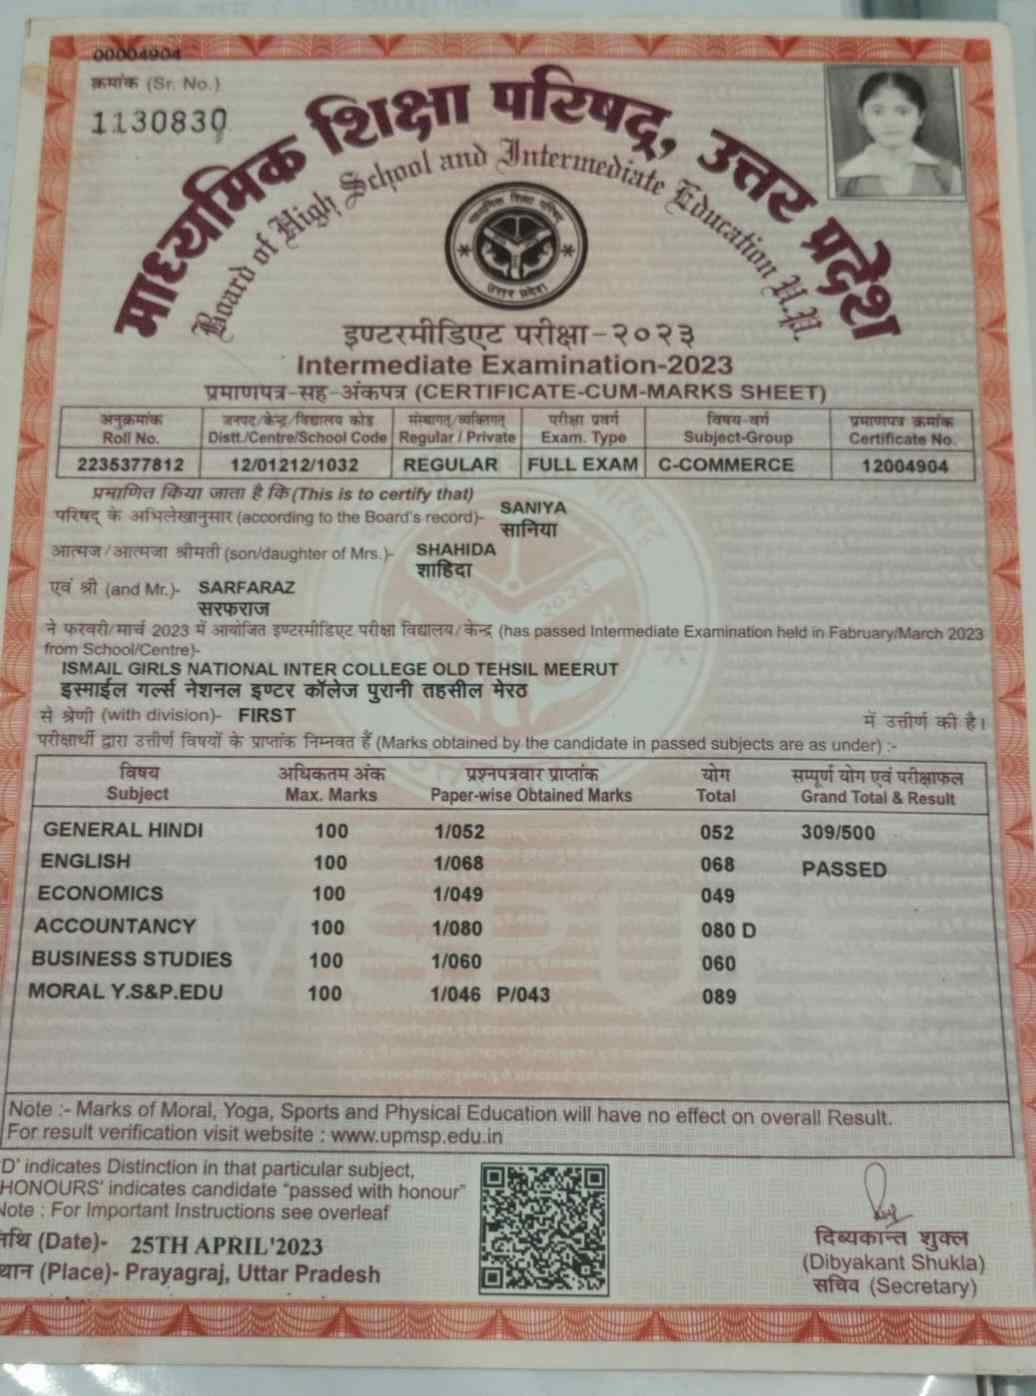 00004904
क्रमांक (Sr. No.)
1130830
माध्यमिक शिक्षा परिषद्, उत्तर प्रदेश
Board of High School and Intermediate Education U.P.
माध्यमिक शिक्षा परिषद
उत्तर प्रदेश
इण्टरमीडिएट परीक्षा-२०२३
Intermediate Examination-2023
प्रमाणपत्र-सह-अंकपत्र (CERTIFICATE-CUM-MARKS SHEET)
अनुक्रमांक जनपद/केन्द्र/विद्यालय कोड संस्थागत/व्यक्तिगत परीक्षा प्रवर्ग विषय-वर्ग प्रमाणपत्र क्रमांक
Roll No. Distt./Centre/School Code Regular / Private Exam. Type Subject-Group Certificate No.
2235377812 12/01212/1032 REGULAR FULL EXAM C-COMMERCE 12004904
प्रमाणित किया जाता है कि (This is to certify that)
परिषद् के अभिलेखानुसार (according to the Board's record)- SANIYA
सानिया
आत्मज/आत्मजा श्रीमती (son/daughter of Mrs.)- SHAHIDA
शाहिदा
एवं श्री (and Mr.)- SARFARAZ
सरफराज
ने फरवरी/मार्च 2023 में आयोजित इण्टरमीडिएट परीक्षा विद्यालय/केन्द्र (has passed Intermediate Examination held in Fabruary/March 2023
from School/Centre)-
ISMAIL GIRLS NATIONAL INTER COLLEGE OLD TEHSIL MEERUT
इस्माईल गर्ल्स नेशनल इण्टर कॉलेज पुरानी तहसील मेरठ
से श्रेणी (with division)- FIRST में उत्तीर्ण की है।
परीक्षार्थी द्वारा उत्तीर्ण विषयों के प्राप्तांक निम्नवत हैं (Marks obtained by the candidate in passed subjects are as under) :-
विषय अधिकतम अंक प्रश्नपत्रवार प्राप्तांक योग सम्पूर्ण योग एवं परीक्षाफल
Subject Max. Marks Paper-wise Obtained Marks Total Grand Total & Result
GENERAL HINDI 100 1/052 052 309/500
ENGLISH 100 1/068 068 PASSED
ECONOMICS 100 1/049 049
ACCOUNTANCY 100 1/080 080 D
BUSINESS STUDIES 100 1/060 060
MORAL Y.S&P.EDU 100 1/046 P/043 089
Note :- Marks of Moral, Yoga, Sports and Physical Education will have no effect on overall Result.
For result verification visit website : www.upmsp.edu.in
D' indicates Distinction in that particular subject,
HONOURS' indicates candidate "passed with honour"
Note : For Important Instructions see overleaf
तिथि (Date)- 25TH APRIL'2023
थान (Place)- Prayagraj, Uttar Pradesh
दिव्यकान्त शुक्ल
(Dibyakant Shukla)
सचिव (Secretary)